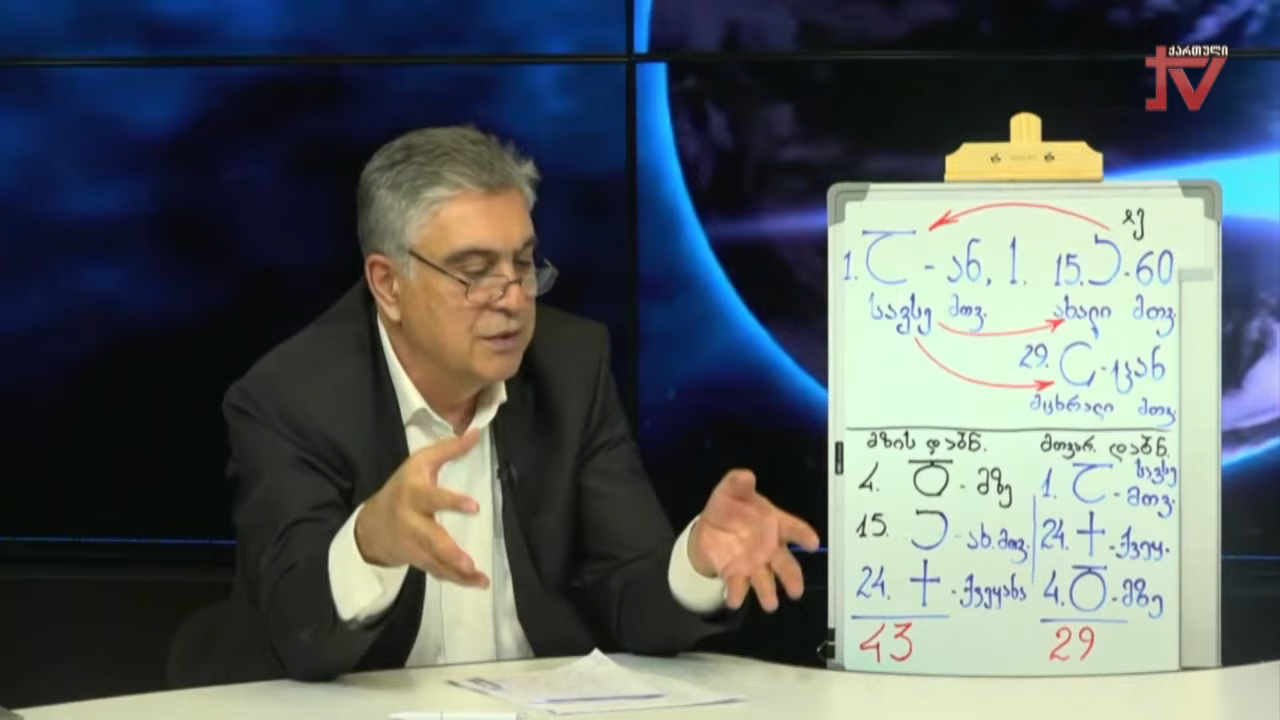 ქართული
TV
1. - ან, 1. 15. - 60
სავსე მთვ. ახალი მთვ.
29. - კან
მცხრალი მთვ.
მზის დაბნ. მთვარ. დაბნ.
4. - მზე 1. - სავსე მთვ.
15. - ახ.მთვ. 24. - ქვეყ.
24. - ქვეყანა 4. - მზე
43 29